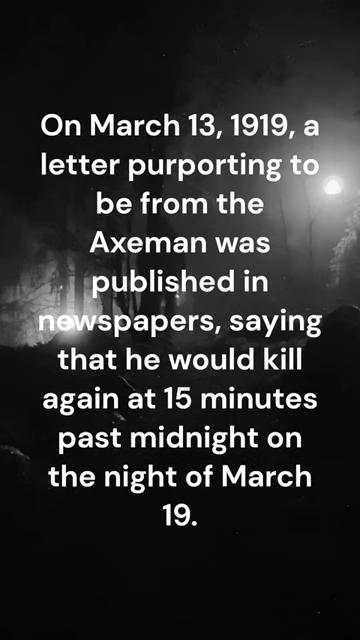 On March 13, 1919, a
letter purporting to
be from the
Axeman was
published in
newspapers, saying
that he would kill
again at 15 minutes
past midnight on
the night of March
19.